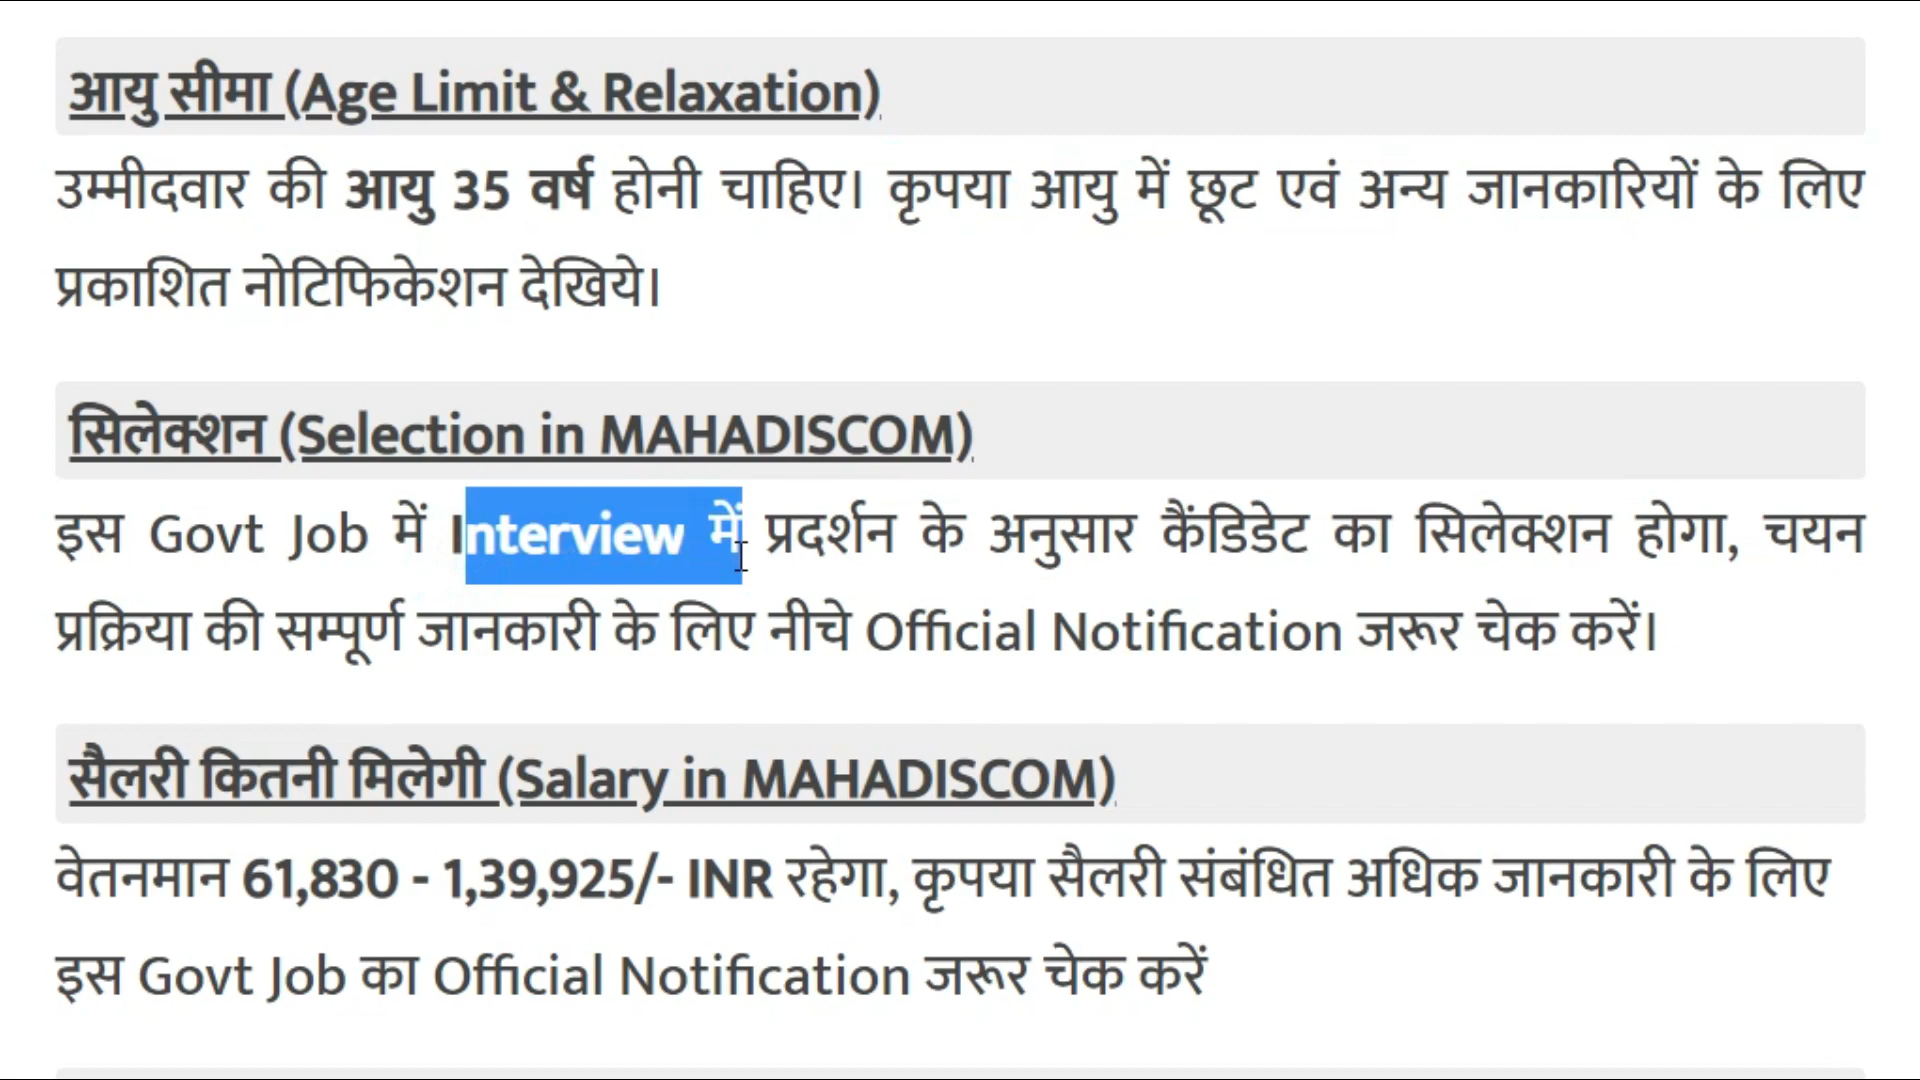 आयु सीमा (Age Limit & Relaxation)
उम्मीदवार की आयु 35 वर्ष होनी चाहिए। कृपया आयु में छूट एवं अन्य जानकारियों के लिए
प्रकाशित नोटिफिकेशन देखिये।
सिलेक्शन (Selection in MAHADISCOM)
इस Govt Job में Interview में प्रदर्शन के अनुसार कैंडिडेट का सिलेक्शन होगा, चयन
प्रक्रिया की सम्पूर्ण जानकारी के लिए नीचे Official Notification जरूर चेक करें।
सैलरी कितनी मिलेगी (Salary in MAHADISCOM)
वेतनमान 61,830 - 1,39,925/- INR रहेगा, कृपया सैलरी संबंधित अधिक जानकारी के लिए
इस Govt Job का Official Notification जरूर चेक करें